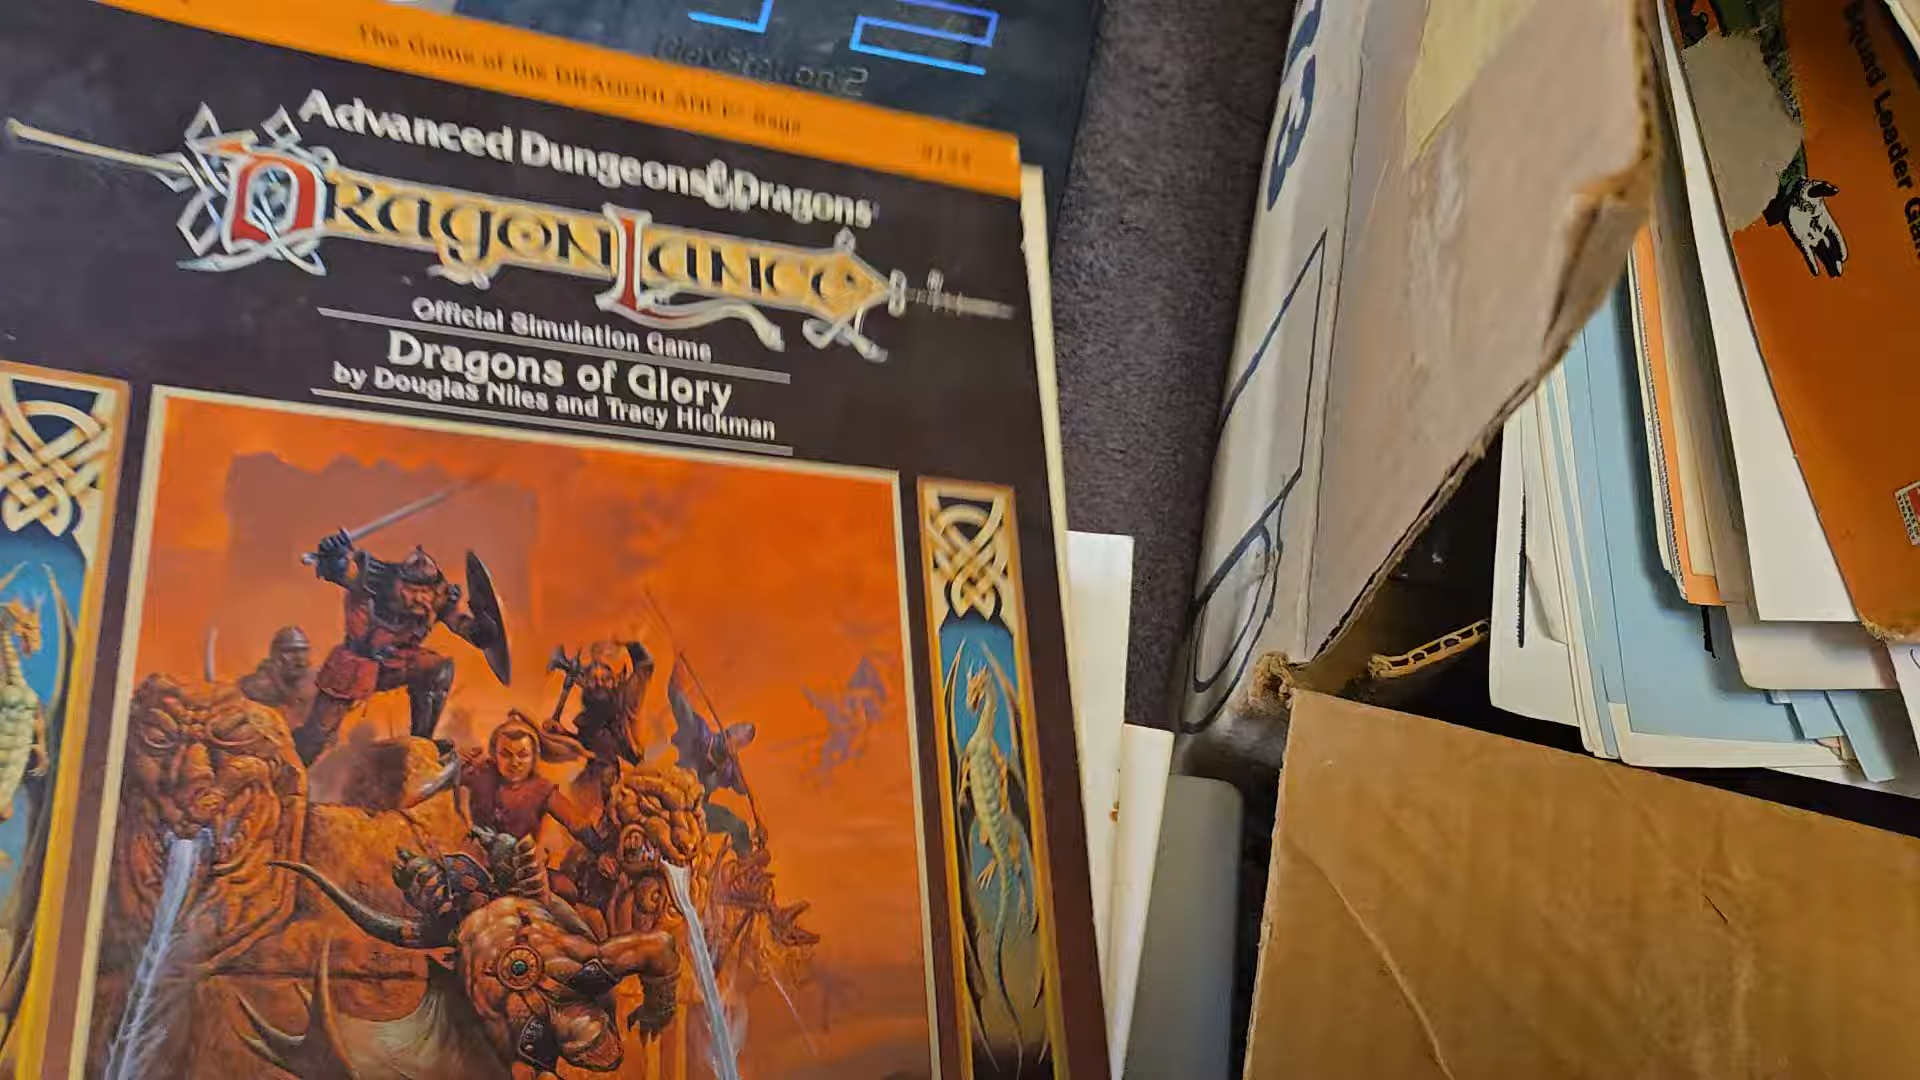 The Game of the DRAGONLANCE® Saga
Advanced Dungeons & Dragons
DRAGONLANCE
Official Simulation Game
Dragons of Glory
by Douglas Niles and Tracy Hickman
PlayStation 2
Squad Leader